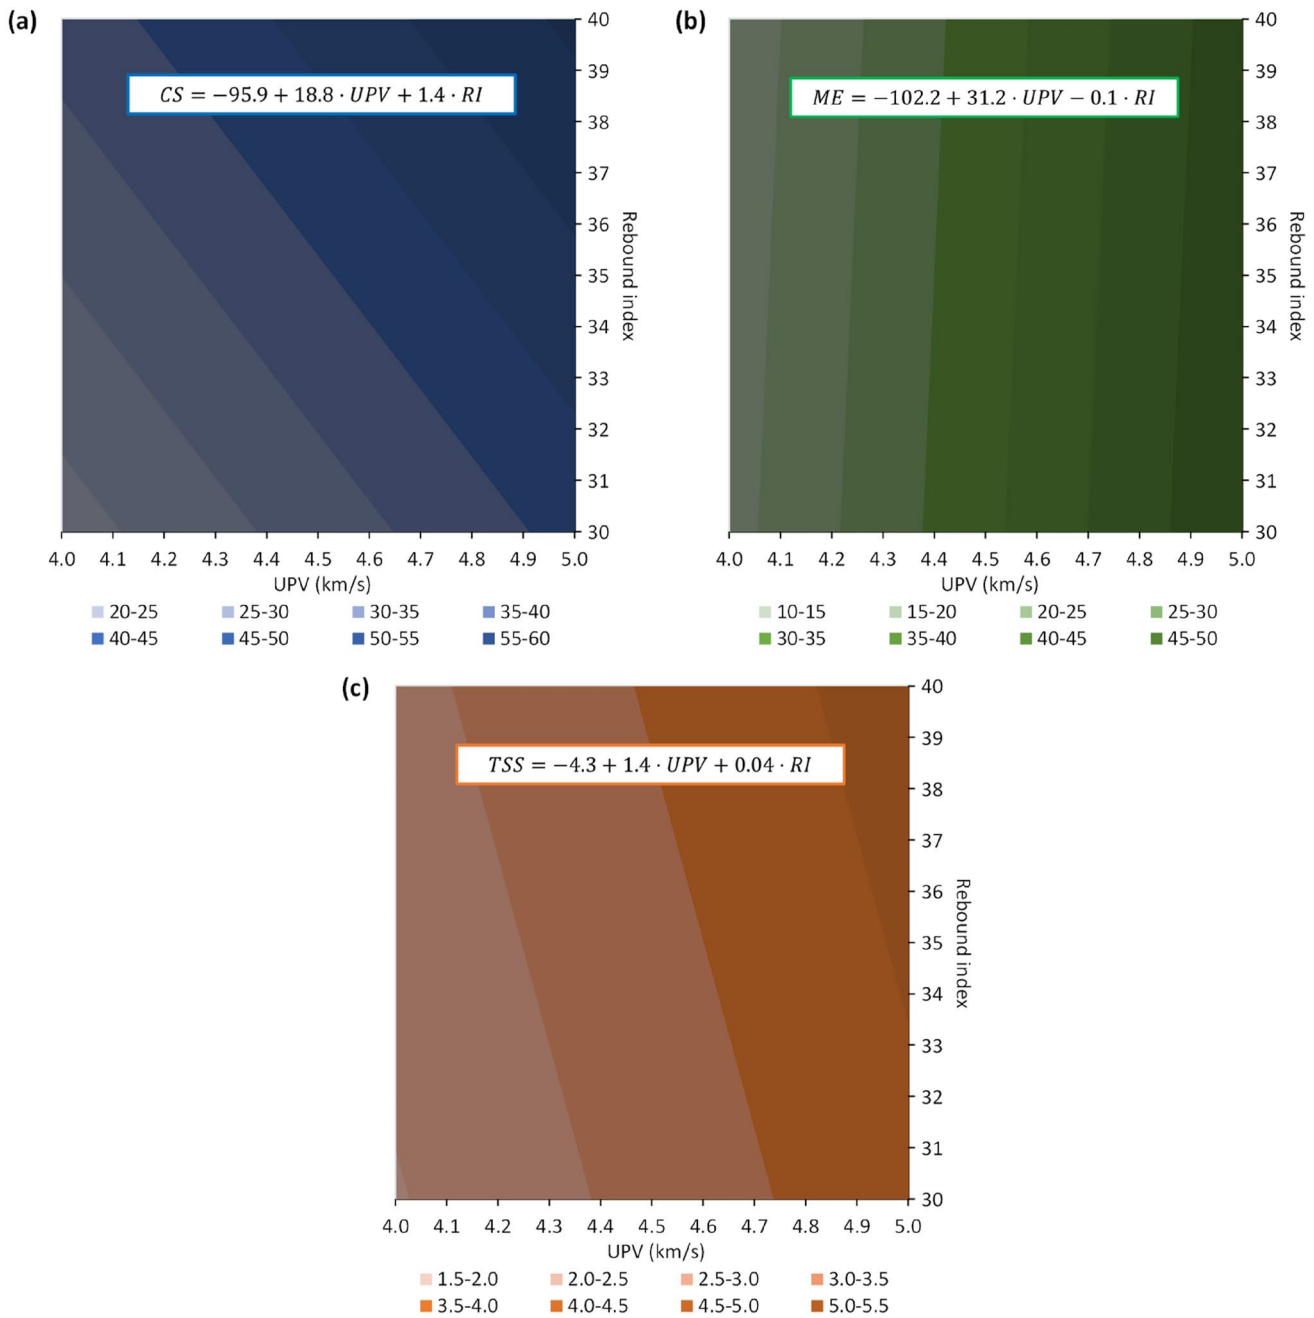 (a)
CS = −95.9 + 18.8 · UPV + 1.4 · RI
40
39
38
37
36
35
34
33
32
31
30
Rebound index
4.0 4.1 4.2 4.3 4.4 4.5 4.6 4.7 4.8 4.9 5.0
UPV (km/s)
20-25 25-30 30-35 35-40
40-45 45-50 50-55 55-60
(b)
ME = −102.2 + 31.2 · UPV − 0.1 · RI
40
39
38
37
36
35
34
33
32
31
30
Rebound index
4.0 4.1 4.2 4.3 4.4 4.5 4.6 4.7 4.8 4.9 5.0
UPV (km/s)
10-15 15-20 20-25 25-30
30-35 35-40 40-45 45-50
(c)
TSS = −4.3 + 1.4 · UPV + 0.04 · RI
40
39
38
37
36
35
34
33
32
31
30
Rebound index
4.0 4.1 4.2 4.3 4.4 4.5 4.6 4.7 4.8 4.9 5.0
UPV (km/s)
1.5-2.0 2.0-2.5 2.5-3.0 3.0-3.5
3.5-4.0 4.0-4.5 4.5-5.0 5.0-5.5